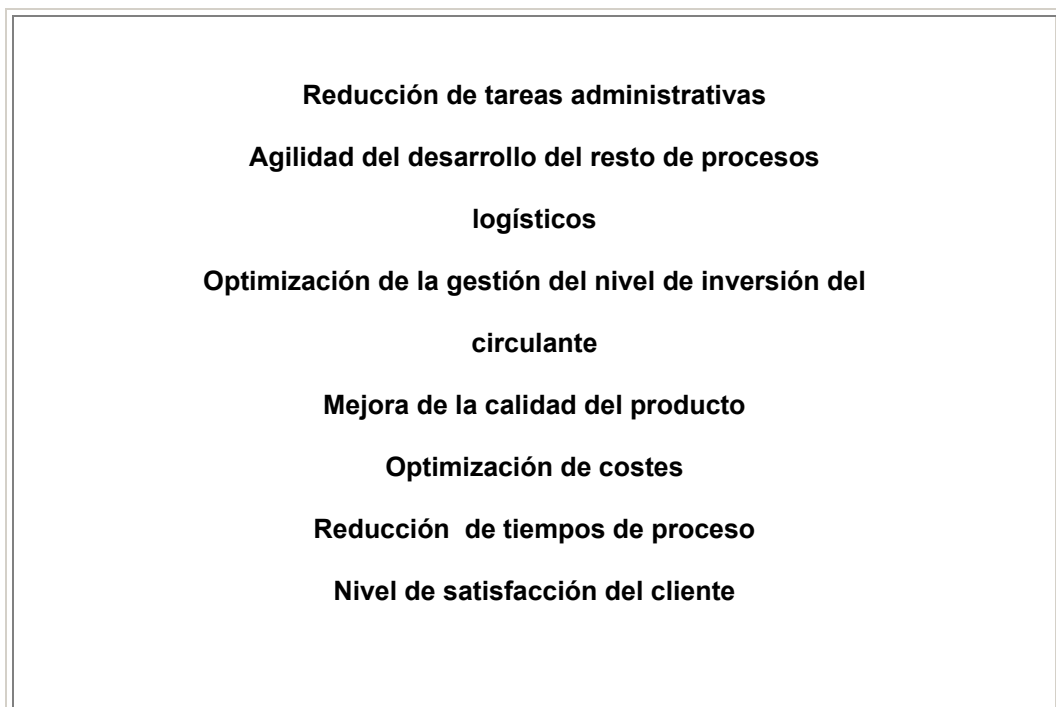 Reducción de tareas administrativas
Agilidad del desarrollo del resto de procesos
logísticos
Optimización de la gestión del nivel de inversión del
circulante
Mejora de la calidad del producto
Optimización de costes
Reducción  de tiempos de proceso
Nivel de satisfacción del cliente